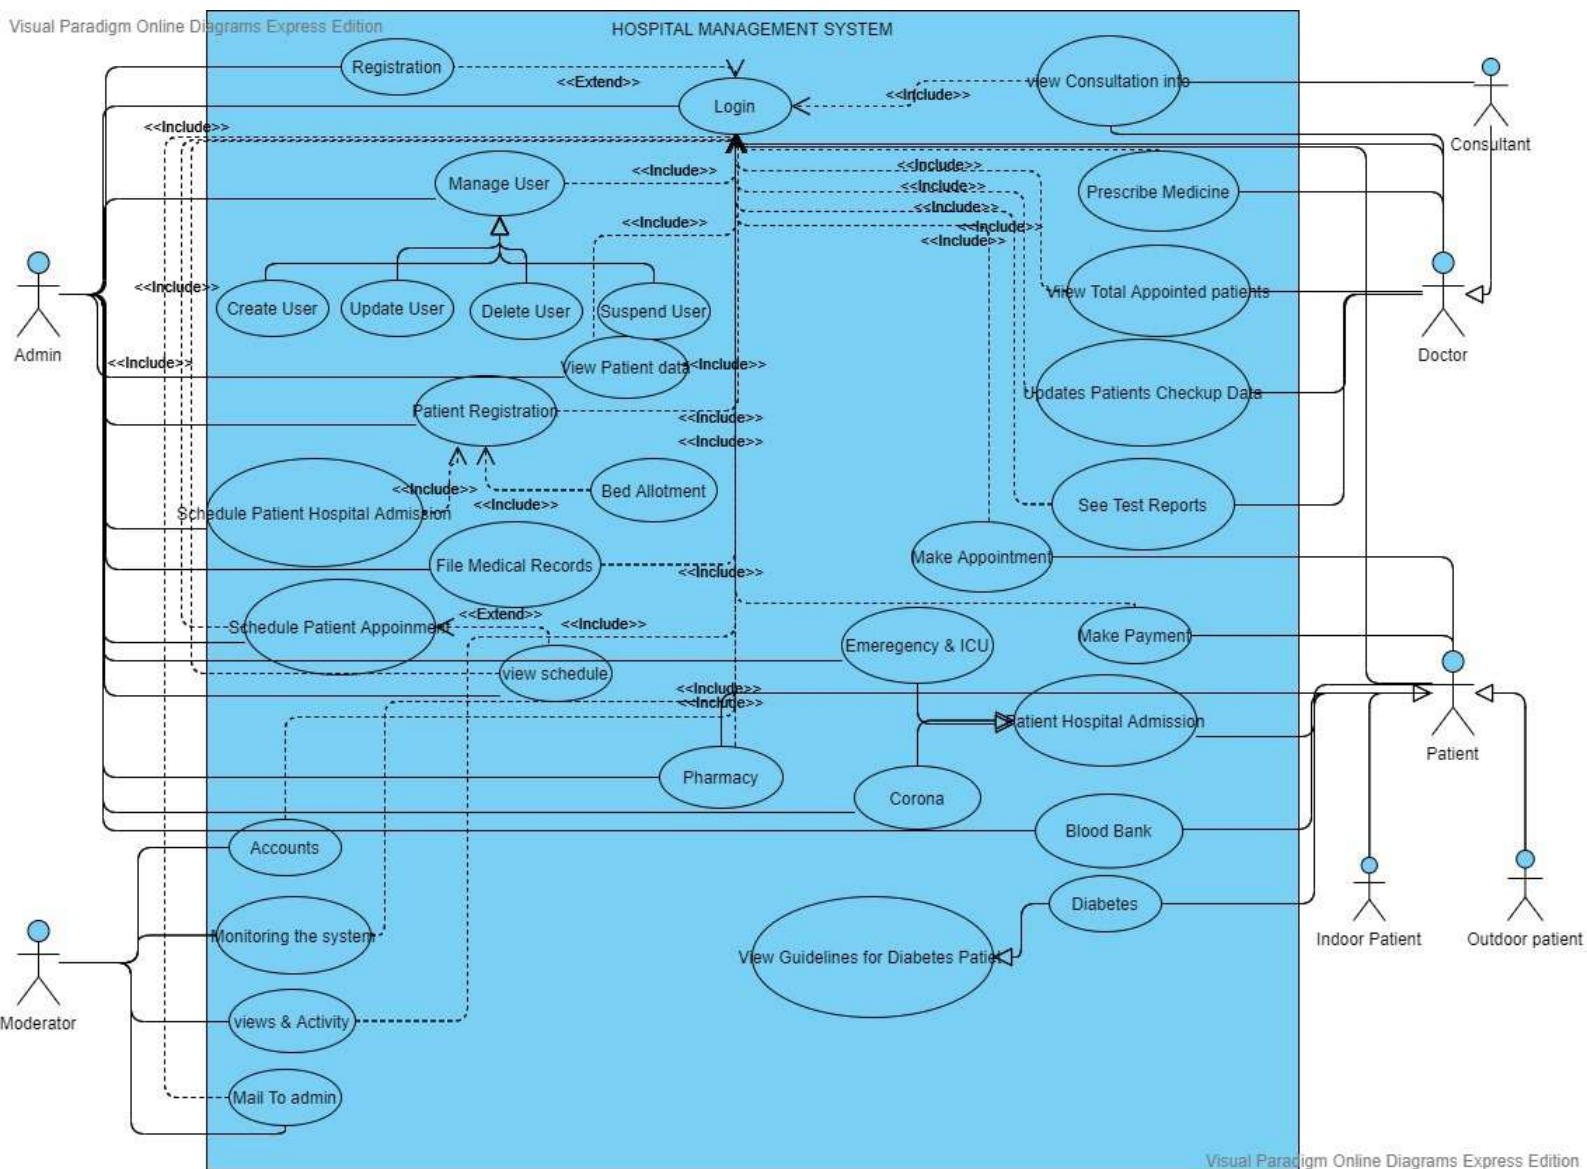 Visual Paradigm Online Diagrams Express Edition
HOSPITAL MANAGEMENT SYSTEM
Registration
<<Extend>>
Login
view Consultation info
<<Include>>
Consultant
<<Include>>
Manage User
<<Include>>
<<Include>>
<<Include>>
<<Include>>
<<Include>>
<<Include>>
Prescribe Medicine
<<Include>>
Admin
<<Include>>
Create User
Update User
Delete User
Suspend User
Viiew Total Appointed patients
Doctor
<<Include>>
View Patient data
<<Include>>
Updates Patients Checkup Data
Patient Registration
<<Include>>
<<Include>>
Schedule Patient Hospital Admission
<<Include>>
<<Include>>
Bed Allotment
See Test Reports
File Medical Records
<<Include>>
Make Appointment
Schedule Patient Appoinment
<<Extend>>
<<Include>>
view schedule
Emeregency & ICU
Make Payment
<<Include>>
<<Include>>
Patient Hospital Admission
Patient
Pharmacy
Corona
Blood Bank
Accounts
Diabetes
Monitoring the system
View Guidelines for Diabetes Patiet
Indoor Patient
Outdoor patient
Moderator
views & Activity
Mail To admin
Visual Paradigm Online Diagrams Express Edition